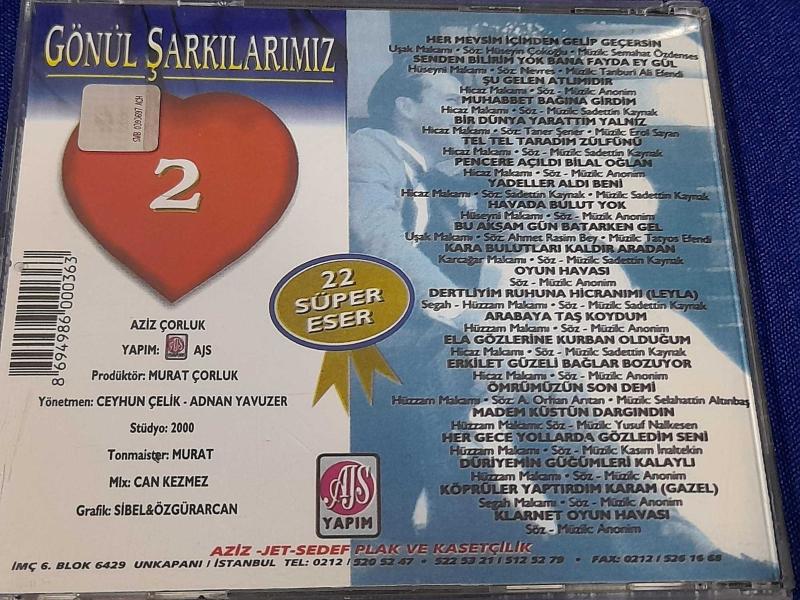 GÖNÜL ŞARKILARIMIZ
SMB 0393697 ACH
2
22
SÜPER
ESER
8 694986 000363
AZİZ ÇORLUK
YAPIM: AJS AJS
Prodüktör: MURAT ÇORLUK
Yönetmen: CEYHUN ÇELİK - ADNAN YAVUZER
Stüdyo: 2000
Tonmaister: MURAT
Mix: CAN KEZMEZ
Grafik: SİBEL&ÖZGÜRARCAN
AJS
YAPIM
HER MEVSİM İÇİMDEN GELİP GEÇERSİN
Uşak Makamı • Söz: Hüseyin Çokoğlu • Müzik: Semahat Özdenses
SENDEN BİLİRİM YOK BANA FAYDA EY GÜL
Hüseyni Makamı • Söz: Nevres • Müzik: Tanburi Ali Efendi
ŞU GELEN ATLIMIDIR
Hicaz Makamı • Söz - Müzik: Anonim
MUHABBET BAĞINA GİRDİM
Hicaz Makamı • Söz - Müzik: Sadettin Kaynak
BİR DÜNYA YARATTIM YALNIZ
Hicaz Makamı • Söz: Taner Şener • Müzik: Erol Sayan
TEL TEL TARADIM ZÜLFÜNÜ
Hicaz Makamı • Söz - Müzik: Sadettin Kaynak
PENCERE AÇILDI BİLAL OĞLAN
Hicaz Makamı • Söz - Müzik: Anonim
YADELLER ALDI BENİ
Hicaz Makamı • Söz: Sadettin Kaynak • Müzik: Sadettin Kaynak
HAVADA BULUT YOK
Hüseyni Makamı • Söz - Müzik Anonim
BU AKŞAM GÜN BATARKEN GEL
Uşak Makamı • Söz: Ahmet Rasim Bey • Müzik: Tatyos Efendi
KARA BULUTLARI KALDIR ARADAN
Karcığar Makamı • Söz - Müzik: Sadettin Kaynak
OYUN HAVASI
Söz - Müzik: Anonim
DERTLİYİM RUHUNA HİCRANIMI (LEYLA)
Segah - Hüzzam Makamı • Söz - Müzik: Sadettin Kaynak
ARABAYA TAŞ KOYDUM
Hüzzam Makamı • Söz - Müzik: Anonim
ELA GÖZLERİNE KURBAN OLDUĞUM
Hicaz Makamı • Söz - Müzik: Sadettin Kaynak
ERKİLET GÜZELİ BAĞLAR BOZUYOR
Hicaz Makamı • Söz - Müzik: Anonim
ÖMRÜMÜZÜN SON DEMİ
Hüzzam Makamı • Söz: A. Orhan Arıtan • Müzik: Selahattin Altınbaş
MADEM KÜSTÜN DARGINDIN
Hüzzam Makamı: Söz - Müzik: Yusuf Nalkesen
HER GECE YOLLARDA GÖZLEDİM SENİ
Hüzzam Makamı • Söz - Müzik: Kasım İnaltekin
DÜRİYEMİN GÜĞÜMLERİ KALAYLI
Hüzzam Makamı • Söz - Müzik: Anonim
KÖPRÜLER YAPTIRDIM KARAM (GAZEL)
Segah Makamı • Söz - Müzik: Anonim
KLARNET OYUN HAVASI
Söz - Müzik: Anonim
AZİZ -JET-SEDEF PLAK VE KASETÇİLİK
İMÇ 6. BLOK 6429 UNKAPANI / İSTANBUL TEL: 0212 / 520 52 47 • 522 53 21 / 512 52 79 • FAX: 0212 / 526 16 68